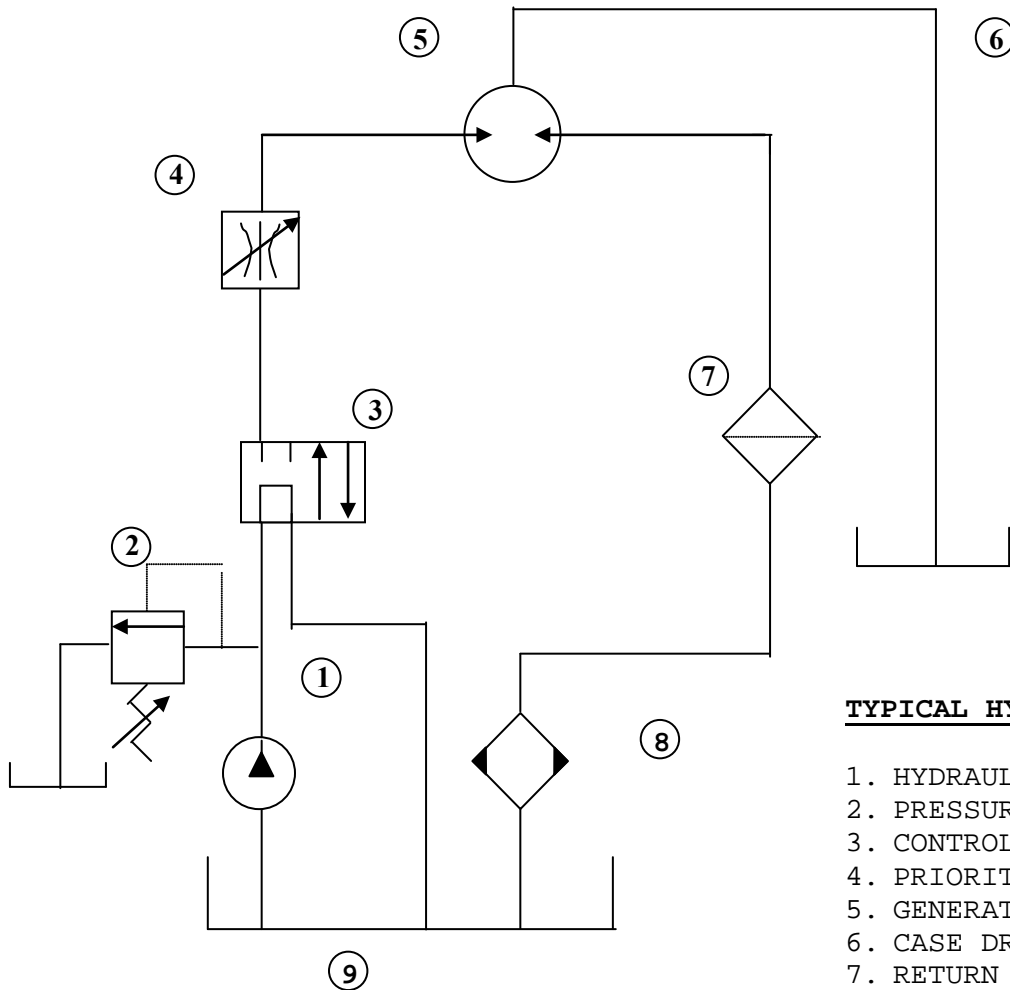 5
6
4
7
3
2
1
8
9
TYPICAL HY
1. HYDRAUL
2. PRESSUR
3. CONTROL
4. PRIORIT
5. GENERAT
6. CASE DR
7. RETURN